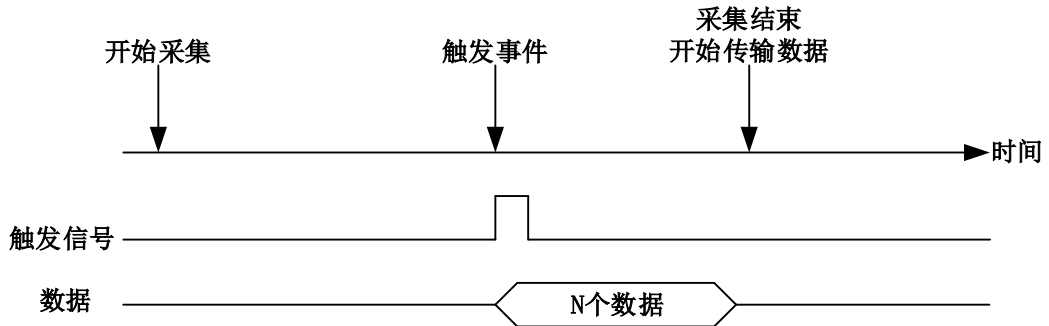 开始采集
触发事件
采集结束
开始传输数据
时间
触发信号
数据
N个数据